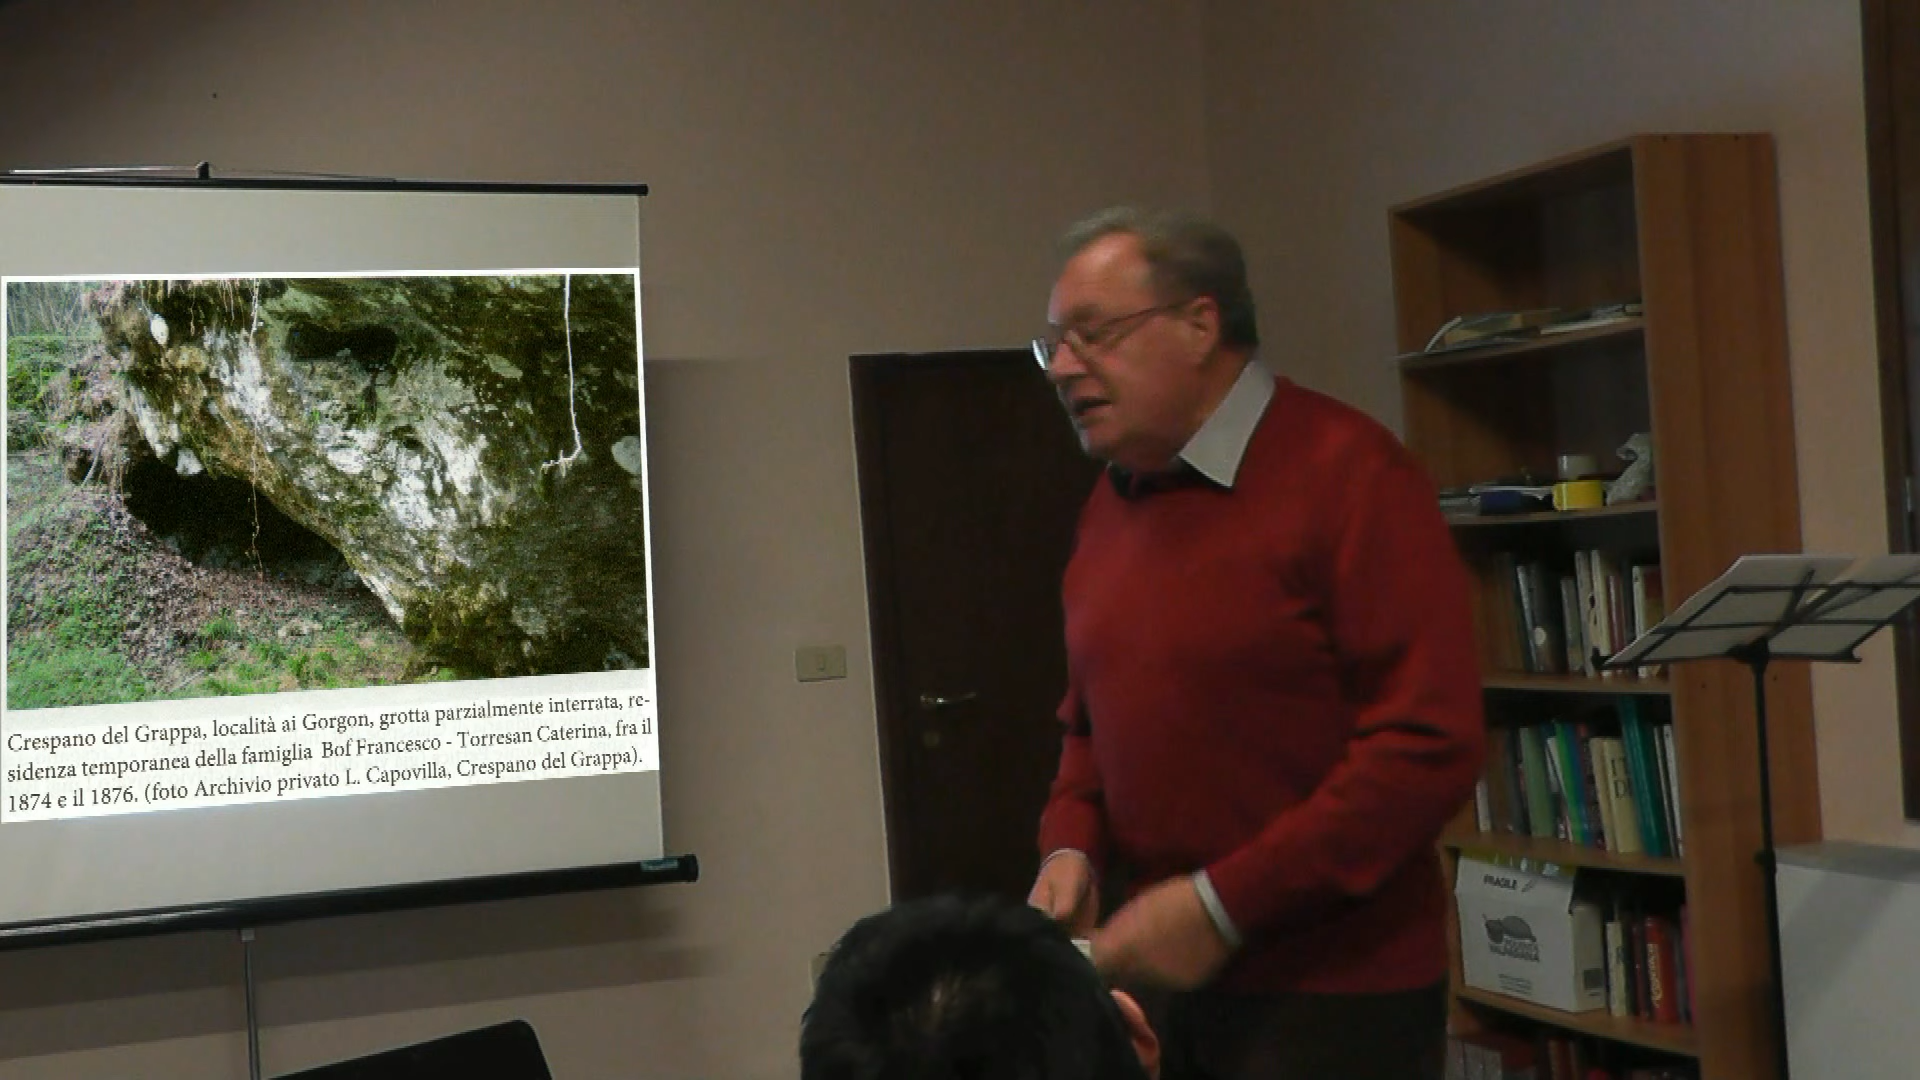 Crespano del Grappa, località ai Gorgon, grotta parzialmente interrata, re-
sidenza temporanea della famiglia Bof Francesco - Torresan Caterina, fra il
1874 e il 1876. (foto Archivio privato L. Capovilla, Crespano del Grappa).
FRAGILE